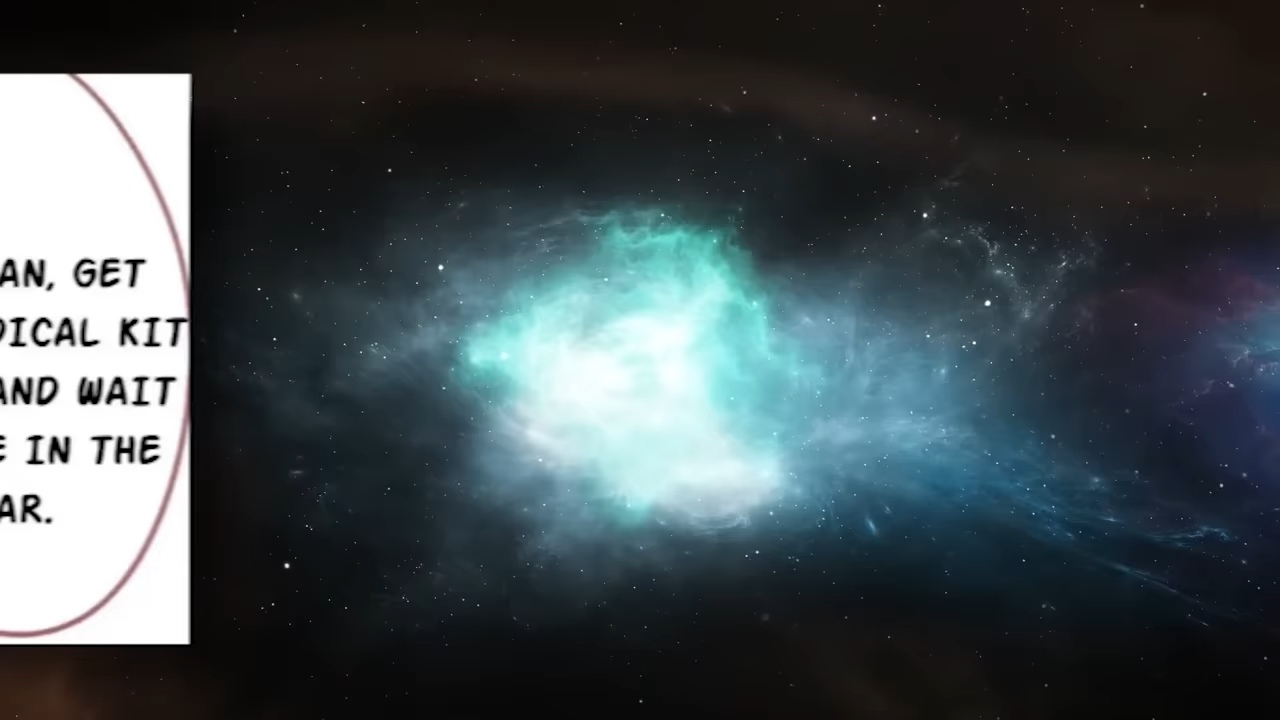 AN, GET
DICAL KIT
AND WAIT
E IN THE
AR.